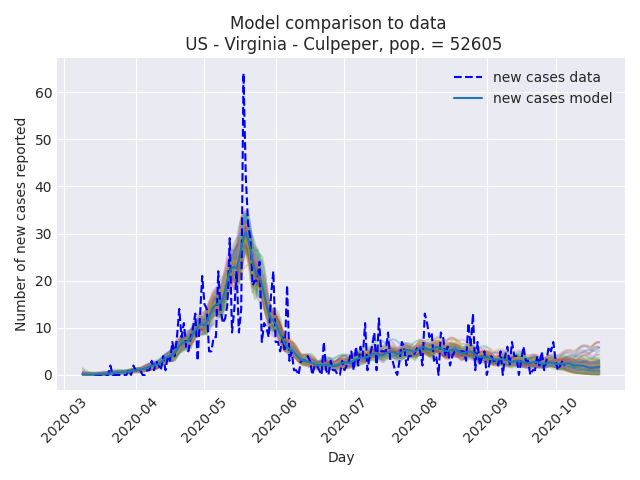 Model comparison to data
US - Virginia - Culpeper, pop. = 52605
new cases data
new cases model
Number of new cases reported
60
50
40
30
20
10
0
2020-03
2020-04
2020-05
2020-06
2020-07
2020-08
2020-09
2020-10
Day